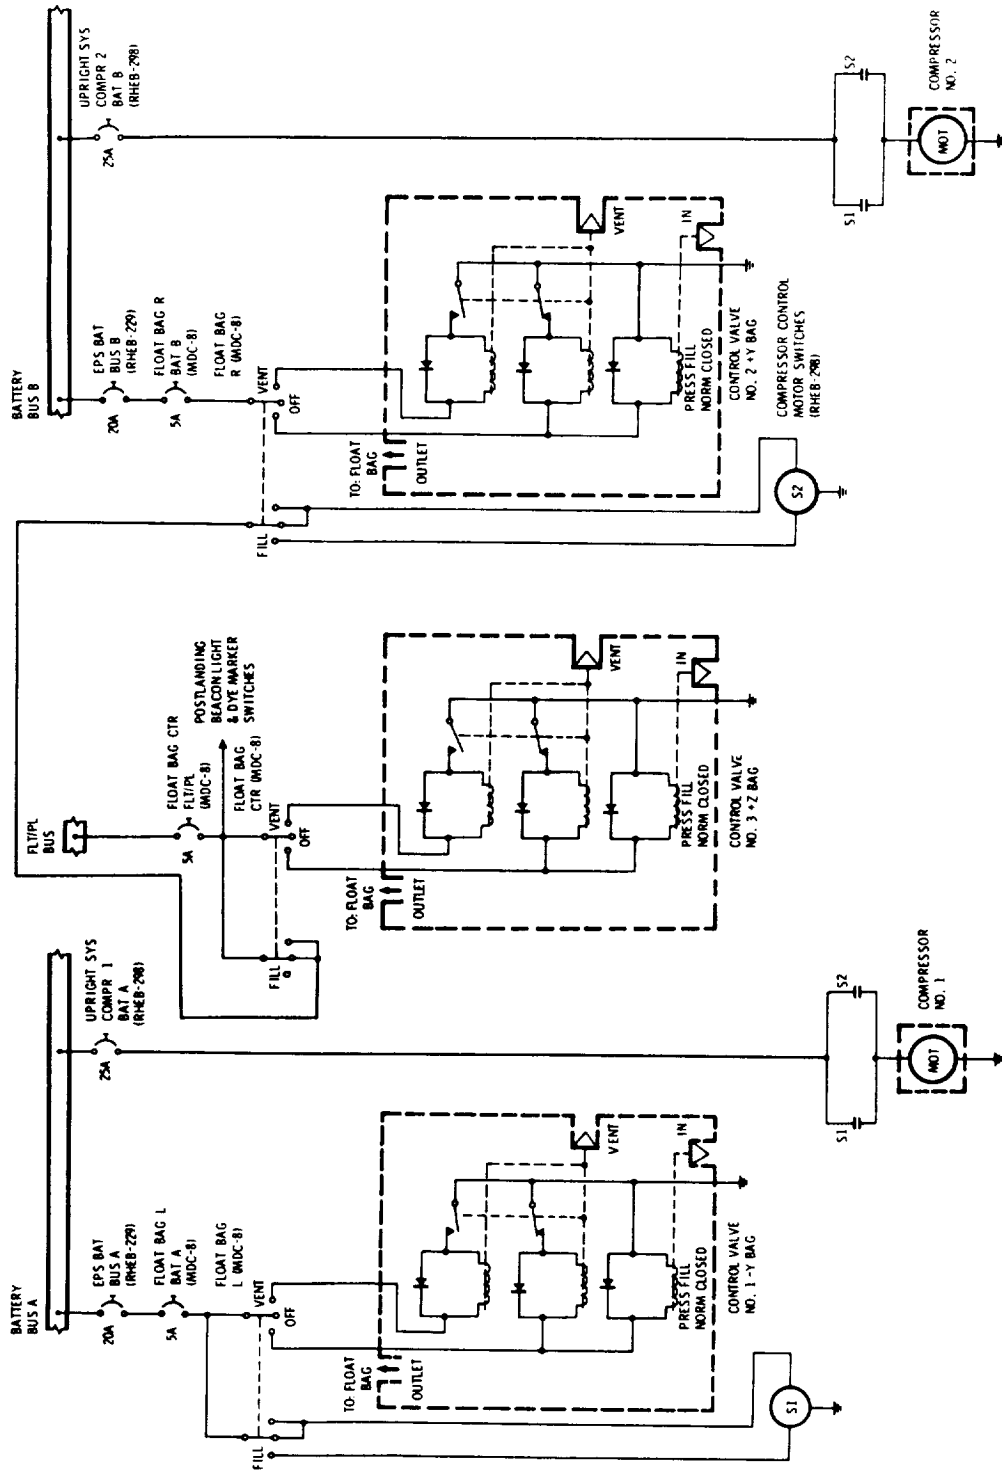 BATTERY
BUS A
EPS BAT
BUS A
(RHEB-229)
20A
FLOAT BAG L
BAT A
(MDC-8)
5A
FLOAT BAG
L (MDC-8)
VENT
OFF
FILL
UPRIGHT SYS
COMPR 1
BAT A
(RHEB-298)
25A
TO: FLOAT
BAG
OUTLET
VENT
IN
PRESS FILL
NORM CLOSED
CONTROL VALVE
NO. 1 -Y BAG
S1
S1
S2
MOT
COMPRESSOR
NO. 1
FLT/PL
BUS
FLOAT BAG CTR
FLT/PL
(MDC-8)
5A
POSTLANDING
BEACON LIGHT
& DYE MARKER
SWITCHES
FLOAT BAG
CTR (MDC-8)
VENT
OFF
FILL
TO: FLOAT
BAG
OUTLET
VENT
IN
PRESS FILL
NORM CLOSED
CONTROL VALVE
NO. 3 +Z BAG
BATTERY
BUS B
EPS BAT
BUS B
(RHEB-229)
20A
FLOAT BAG R
BAT B
(MDC-8)
5A
FLOAT BAG
R (MDC-8)
VENT
OFF
FILL
UPRIGHT SYS
COMPR 2
BAT B
(RHEB-298)
25A
TO: FLOAT
BAG
OUTLET
VENT
IN
PRESS FILL
NORM CLOSED
CONTROL VALVE
NO. 2 +Y BAG
COMPRESSOR CONTROL
MOTOR SWITCHES
(RHEB-298)
S2
S1
S2
MOT
COMPRESSOR
NO. 2